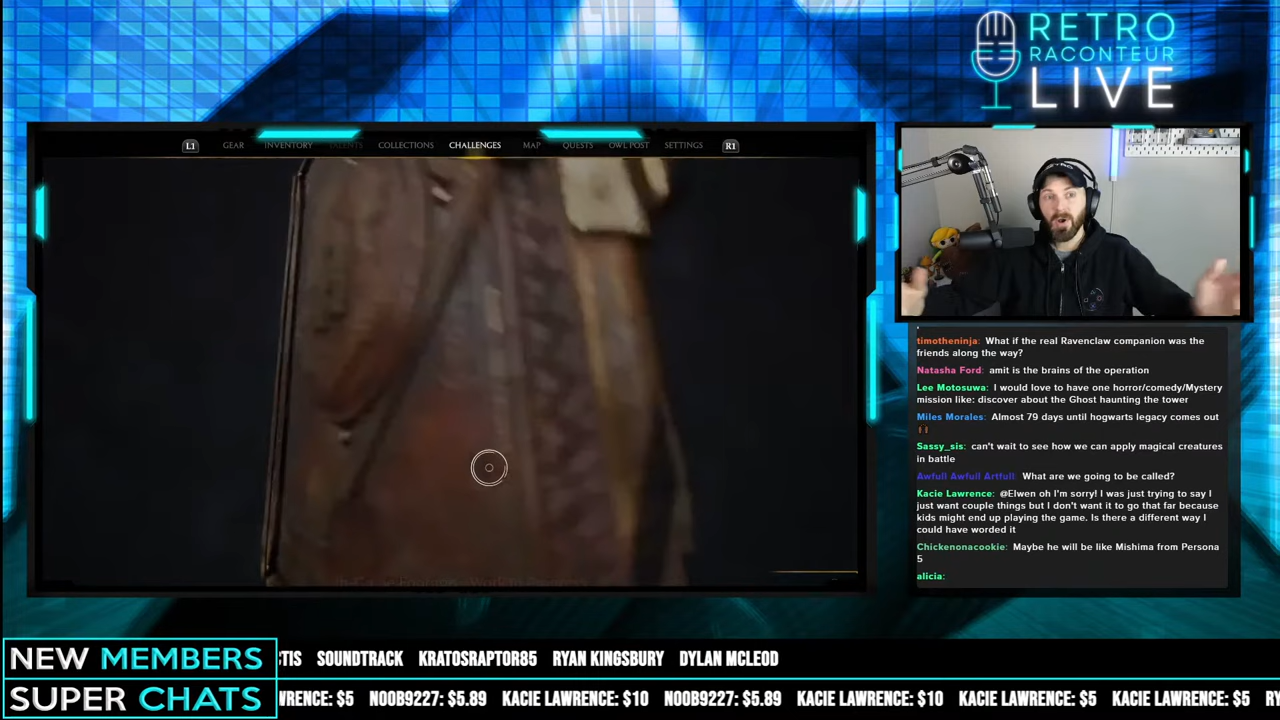 RETRO
RACONTEUR
LIVE
L1 GEAR INVENTORY TALENTS COLLECTIONS CHALLENGES MAP QUESTS OWL POST SETTINGS R1
timotheninja: What if the real Ravenclaw companion was the
friends along the way?
Natasha Ford: amit is the brains of the operation
Lee Motosuwa: I would love to have one horror/comedy/Mystery
mission like: discover about the Ghost haunting the tower
Miles Morales: Almost 79 days until hogwarts legacy comes out
Sassy_sis: can't wait to see how we can apply magical creatures
in battle
Awfull Awfull Artfull: What are we going to be called?
Kacie Lawrence: @Elwen oh I'm sorry! I was just trying to say I
just want couple things but I don't want it to go that far because
kids might end up playing the game. Is there a different way I
could have worded it
Chickenonacookie: Maybe he will be like Mishima from Persona
5
alicia:
NEW MEMBERS
CTIS SOUNDTRACK KRATOSRAPTOR85 RYAN KINGSBURY DYLAN MCLEOD
SUPER CHATS
WRENCE: $5 N00B9227: $5.89 KACIE LAWRENCE: $10 N00B9227: $5.89 KACIE LAWRENCE: $10 KACIE LAWRENCE: $5 KACIE LAWRENCE: $5 RY